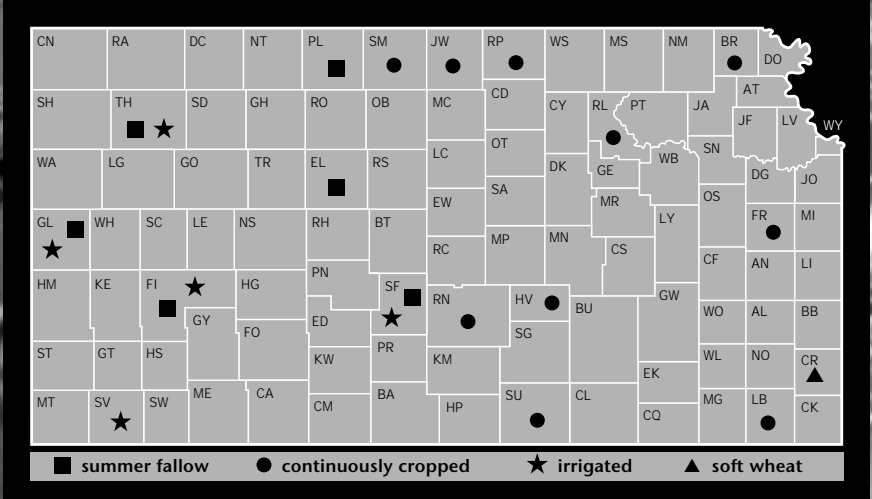 CN RA DC NT PL SM JW RP WS MS NM BR DO
SH TH SD GH RO OB MC CD CY RL PT JA AT
JF LV WY
WA LG GO TR EL RS LC OT DK GE WB SN
EW SA MR OS DG JO
GL WH SC LE NS RH BT RC MP MN CS LY FR MI
HM KE FI HG PN SF RN HV BU GW CF AN LI
GY FO ED SG WO AL BB
ST GT HS KW PR KM EK WL NO CR
MT SV SW ME CA CM BA HP SU CL CQ MG LB CK
summer fallow continuously cropped irrigated soft wheat